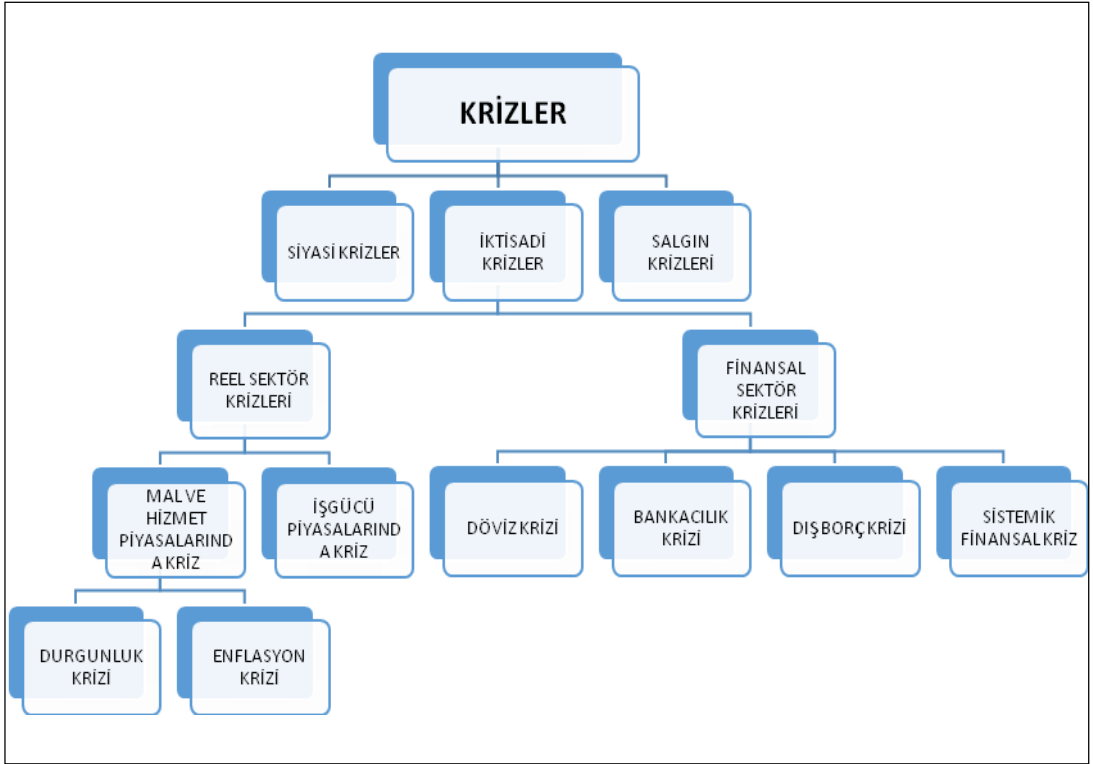 KRİZLER
SİYASİ KRİZLER
İKTİSADİ
KRİZLER
SALGIN
KRİZLERİ
REEL SEKTÖR
KRİZLERİ
FİNANSAL
SEKTÖR
KRİZLERİ
MAL VE
HİZMET
PİYASALARIND
A KRİZ
İŞGÜCÜ
PİYASALARIND
A KRİZ
DÖVİZ KRİZİ
BANKACILIK
KRİZİ
DIŞ BORÇ KRİZİ
SİSTEMİK
FİNANSAL KRİZ
DURGUNLUK
KRİZİ
ENFLASYON
KRİZİ